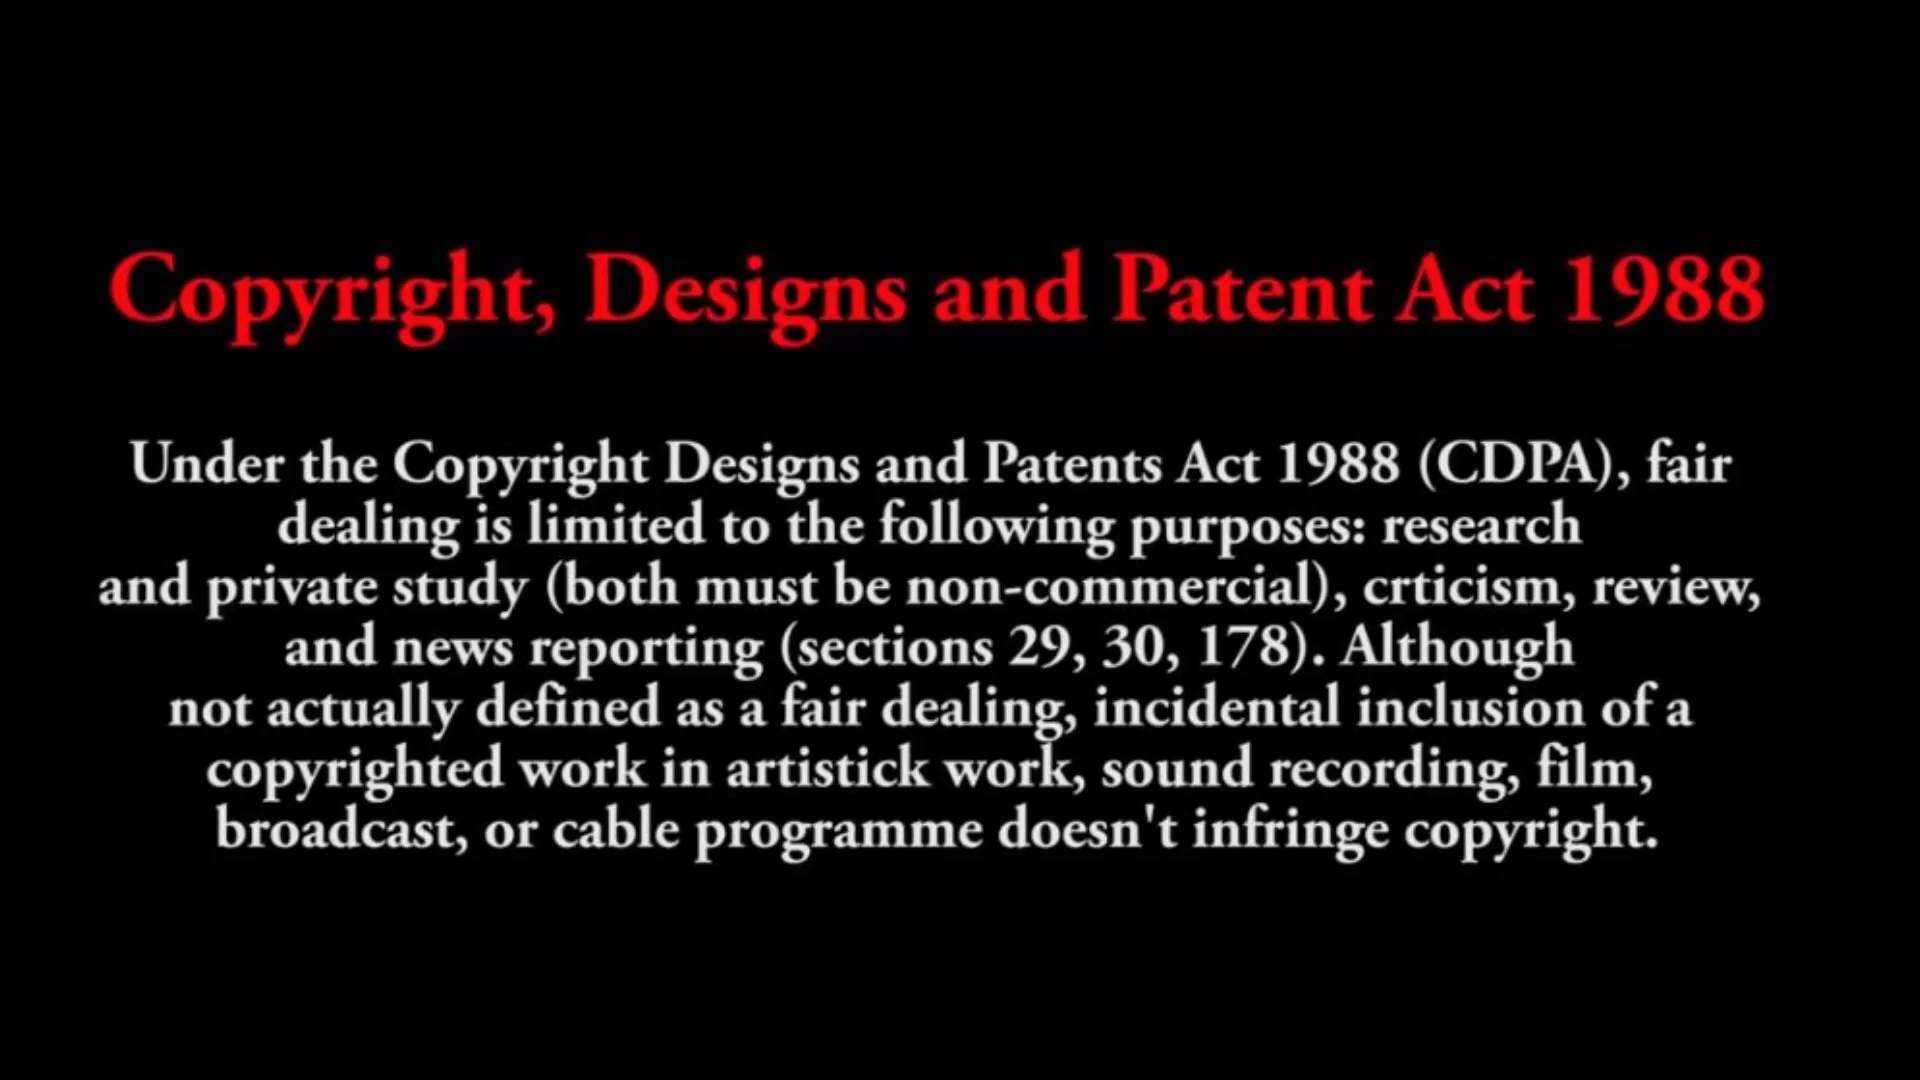 Copyright, Designs and Patent Act 1988
Under the Copyright Designs and Patents Act 1988 (CDPA), fair
dealing is limited to the following purposes: research
and private study (both must be non-commercial), crticism, review,
and news reporting (sections 29, 30, 178). Although
not actually defined as a fair dealing, incidental inclusion of a
copyrighted work in artistick work, sound recording, film,
broadcast, or cable programme doesn't infringe copyright.